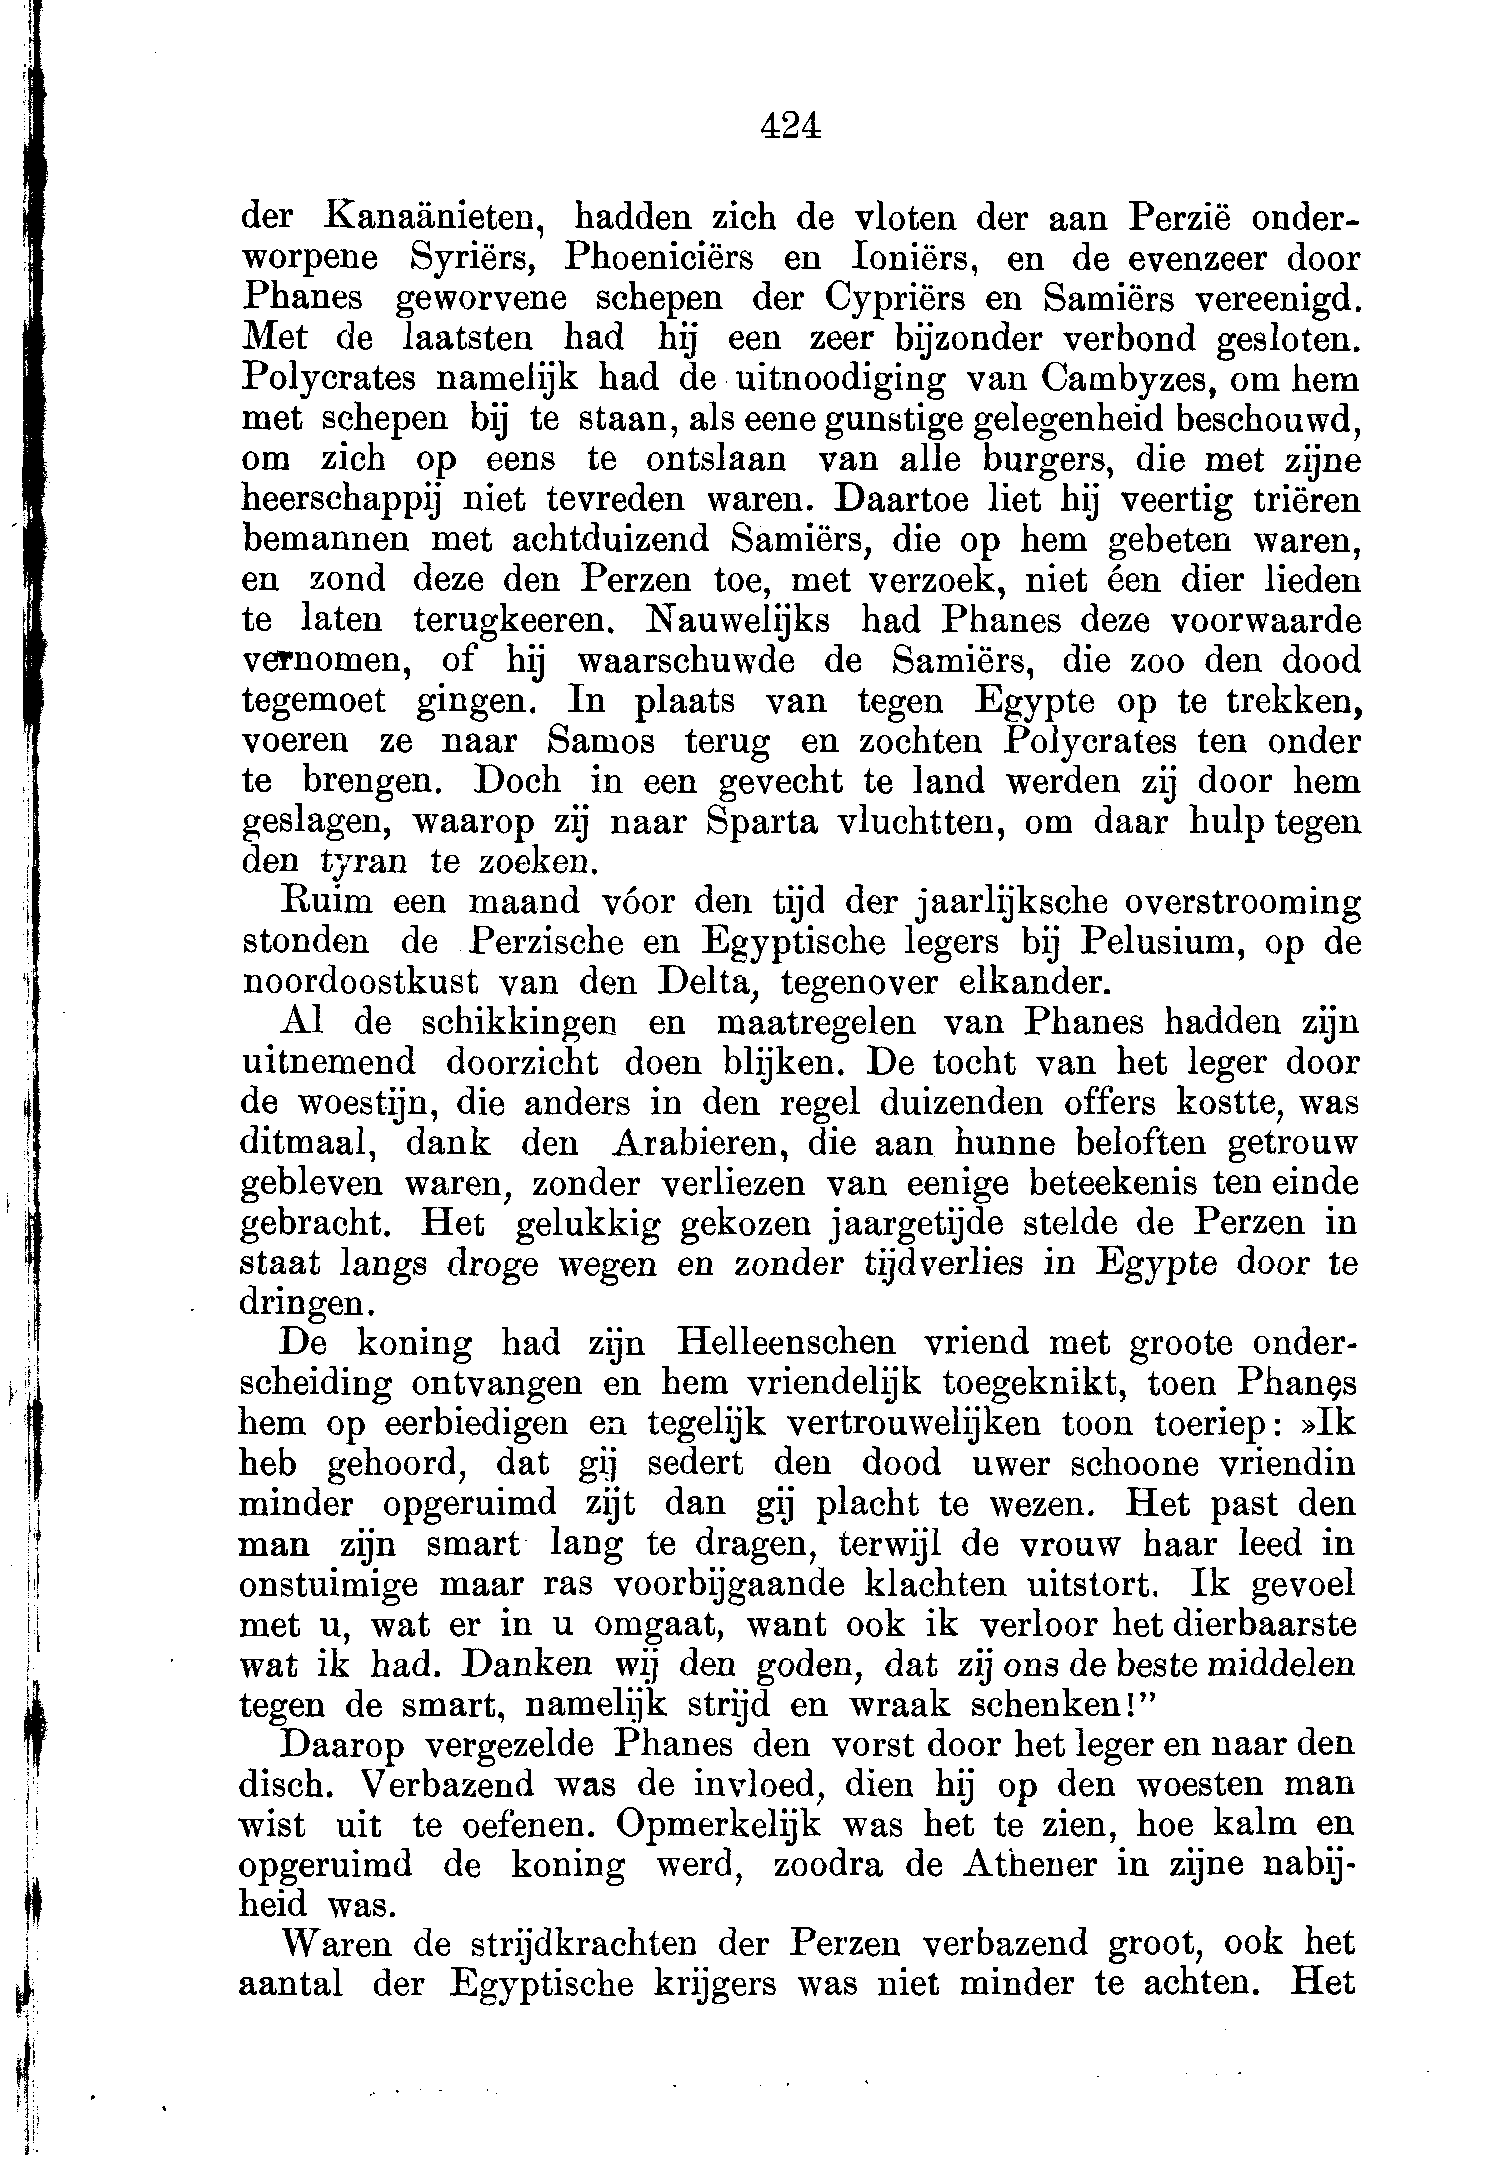 424
der Kanaänieten, hadden zich de vloten der aan Perzië onder-
worpene Syriërs, Phoeniciërs en Ioniërs, en de evenzeer door
Phanes geworvene schepen der Cypriërs en Samiërs vereenigd.
Met de laatsten had hij een zeer bijzonder verbond gesloten.
Polycrates namelijk had de uitnoodiging van Cambyzes, om hem
met schepen bij te staan, als eene gunstige gelegenheid beschouwd,
om zich op eens te ontslaan van alle burgers, die met zijne
heerschappij niet tevreden waren. Daartoe liet hij veertig triëren
bemannen met achtduizend Samiërs, die op hem gebeten waren,
en zond deze den Perzen toe, met verzoek, niet éen dier lieden
te laten terugkeeren. Nauwelijks had Phanes deze voorwaarde
vernomen, of hij waarschuwde de Samiërs, die zoo den dood
tegemoet gingen. In plaats van tegen Egypte op te trekken,
voeren ze naar Samos terug en zochten Polycrates ten onder
te brengen. Doch in een gevecht te land werden zij door hem
geslagen, waarop zij naar Sparta vluchtten, om daar hulp tegen
den tyran te zoeken.
Ruim een maand vóor den tijd der jaarlijksche overstrooming
stonden de Perzische en Egyptische legers bij Pelusium, op de
noordoostkust van den Delta, tegenover elkander.
Al de schikkingen en maatregelen van Phanes hadden zijn
uitnemend doorzicht doen blijken. De tocht van het leger door
de woestijn, die anders in den regel duizenden offers kostte, was
ditmaal, dank den Arabieren, die aan hunne beloften getrouw
gebleven waren, zonder verliezen van eenige beteekenis ten einde
gebracht. Het gelukkig gekozen jaargetijde stelde de Perzen in
staat langs droge wegen en zonder tijdverlies in Egypte door te
dringen.
De koning had zijn Helleenschen vriend met groote onder-
scheiding ontvangen en hem vriendelijk toegeknikt, toen Phanes
hem op eerbiedigen en tegelijk vertrouwelijken toon toeriep: »Ik
heb gehoord, dat gij sedert den dood uwer schoone vriendin
minder opgeruimd zijt dan gij placht te wezen. Het past den
man zijn smart lang te dragen, terwijl de vrouw haar leed in
onstuimige maar ras voorbijgaande klachten uitstort. Ik gevoel
met u, wat er in u omgaat, want ook ik verloor het dierbaarste
wat ik had. Danken wij den goden, dat zij ons de beste middelen
tegen de smart, namelijk strijd en wraak schenken!”
Daarop vergezelde Phanes den vorst door het leger en naar den
disch. Verbazend was de invloed, dien hij op den woesten man
wist uit te oefenen. Opmerkelijk was het te zien, hoe kalm en
opgeruimd de koning werd, zoodra de Athener in zijne nabij-
heid was.
Waren de strijdkrachten der Perzen verbazend groot, ook het
aantal der Egyptische krijgers was niet minder te achten. Het